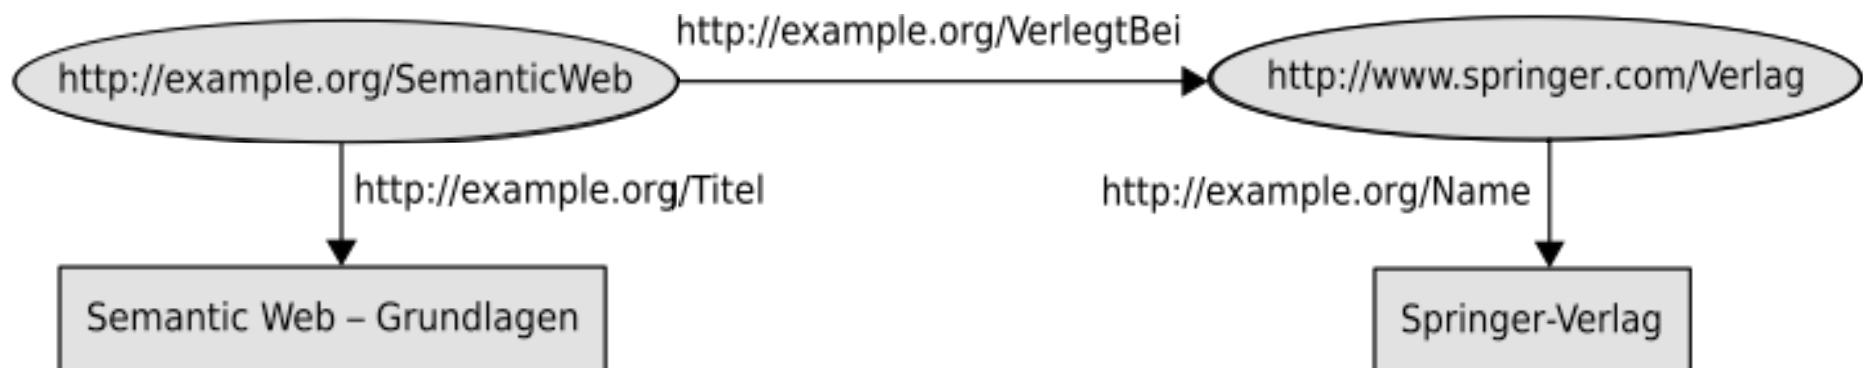 http://example.org/VerlegtBei
http://example.org/SemanticWeb
http://www.springer.com/Verlag
http://example.org/Titel
http://example.org/Name
Semantic Web – Grundlagen
Springer-Verlag